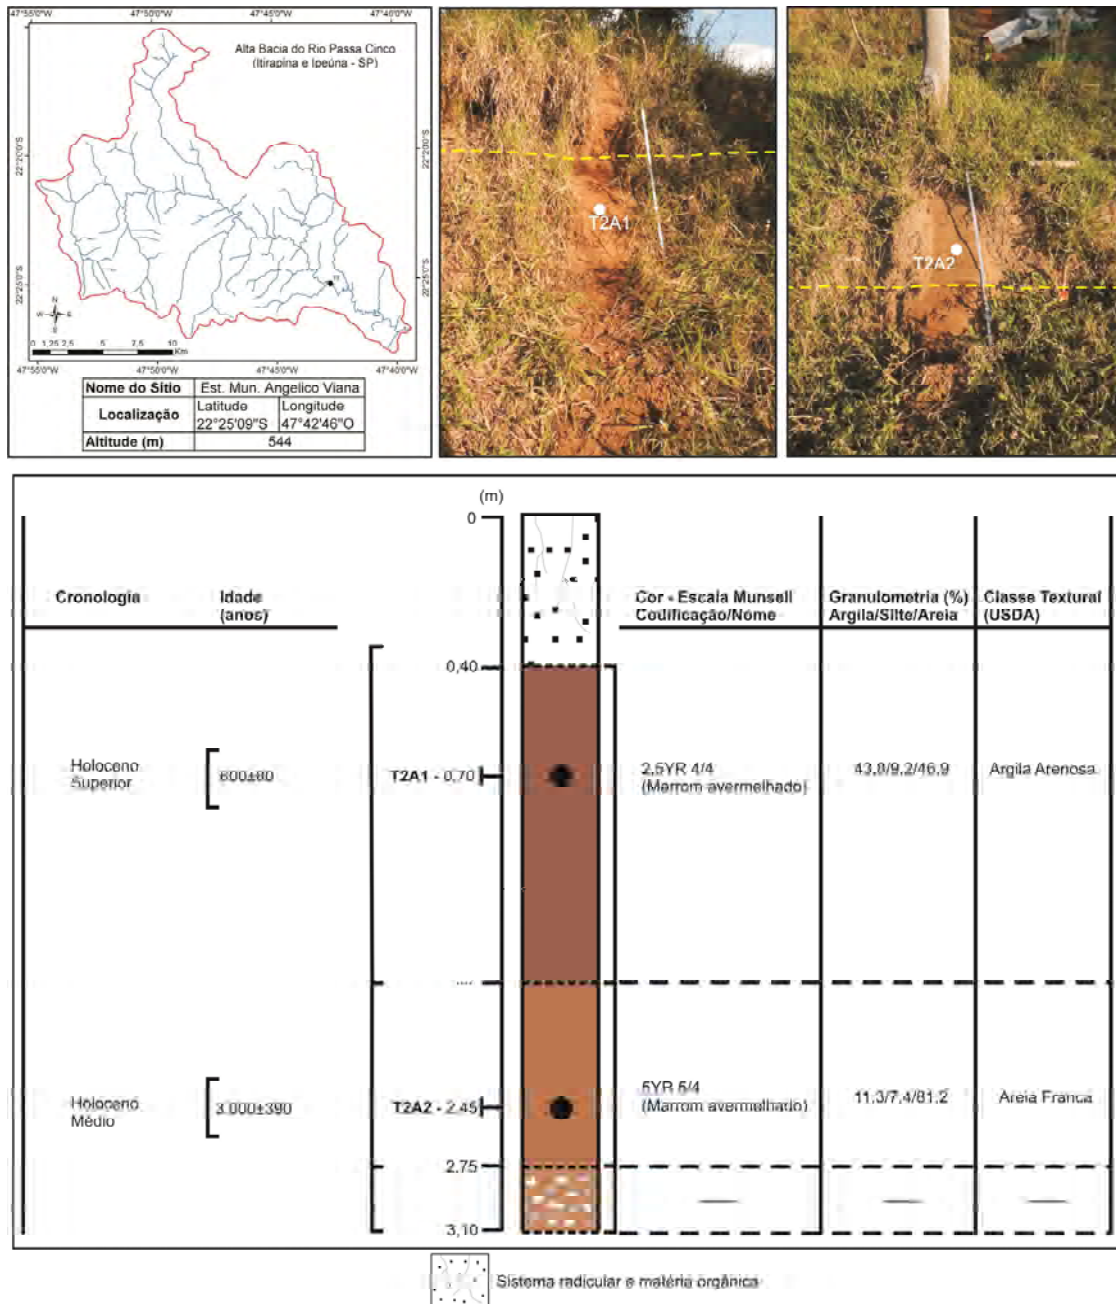 47°55'0"W 47°50'0"W 47°45'0"W 47°40'0"W
Alta Bacia do Rio Passa Cinco
(Itirapina e Ipeúna - SP)
22°20'0"S 22°20'0"S
22°25'0"S 22°25'0"S
N
W E
S
0 1,25 2,5 5 7,5 10
Km
47°55'0"W 47°50'0"W 47°45'0"W 47°40'0"W
Nome do Sítio Est. Mun. Angelico Viana
Localização Latitude Longitude
22°25'09"S 47°42'46"O
Altitude (m) 544
T2A1
T2A2
(m)
0
Cronologia
Idade
(anos)
Cor - Escala Munsell
Codificação/Nome
Granulometria (%)
Argila/Silte/Areia
Classe Textural
(USDA)
0,40
Holoceno
Superior
600±60
T2A1 - 0,70
2,5YR 4/4
(Marrom avermelhado)
43,8/9,2/46,9
Argila Arenosa
Holoceno
Médio
3.000±390
T2A2 - 2,45
5YR 5/4
(Marrom avermelhado)
11,3/7,4/81,2
Areia Franca
2,75
3,10
Sistema radicular e matéria orgânica